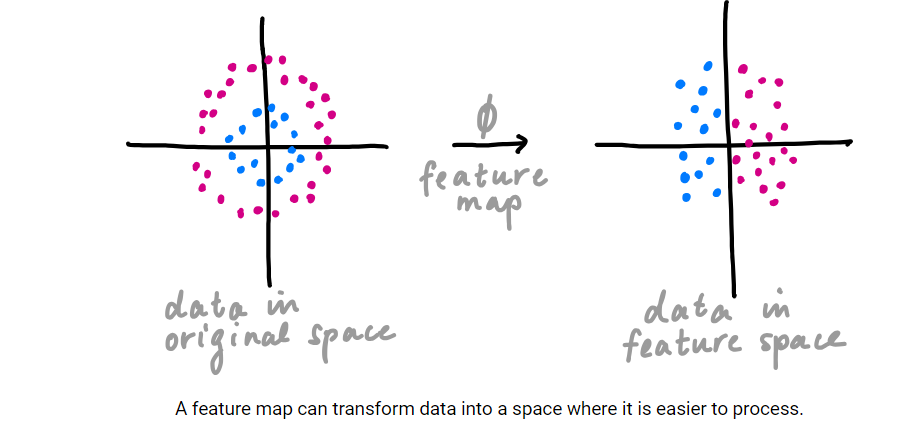 ϕ
feature
map
data in
original space
data in
feature space
A feature map can transform data into a space where it is easier to process.